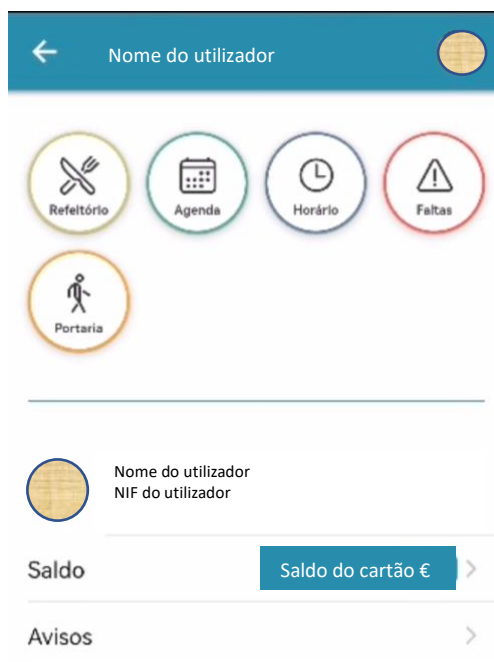 Nome do utilizador
Refeitório
Agenda
Horário
Faltas
Portaria
Nome do utilizador
NIF do utilizador
Saldo
Saldo do cartão €
Avisos